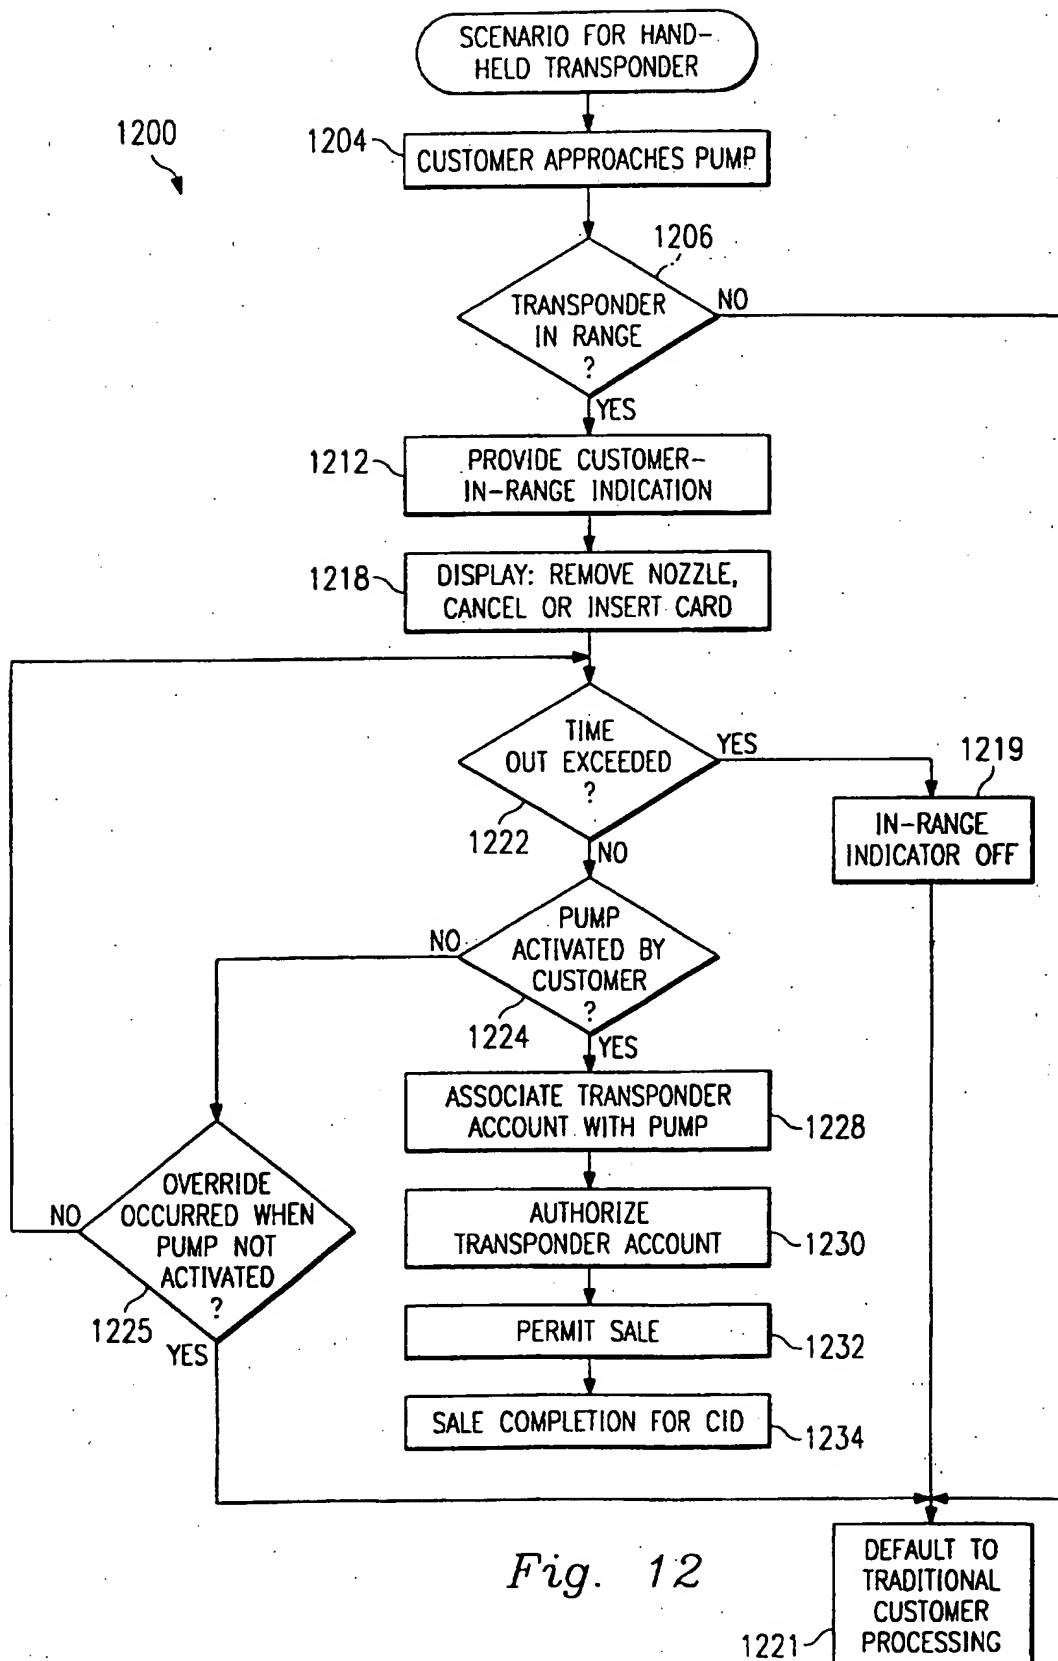 SCENARIO FOR HAND-
HELD TRANSPONDER
1200
1204
CUSTOMER APPROACHES PUMP
1206
TRANSPONDER
IN RANGE
?
NO
YES
1212
PROVIDE CUSTOMER-
IN-RANGE INDICATION
1218
DISPLAY: REMOVE NOZZLE,
CANCEL OR INSERT CARD
TIME
OUT EXCEEDED
?
YES
1219
1222
NO
IN-RANGE
INDICATOR OFF
PUMP
ACTIVATED BY
CUSTOMER
?
NO
1224
YES
ASSOCIATE TRANSPONDER
ACCOUNT WITH PUMP
1228
OVERRIDE
OCCURRED WHEN
PUMP NOT
ACTIVATED
?
NO
1225
YES
AUTHORIZE
TRANSPONDER ACCOUNT
1230
PERMIT SALE
1232
SALE COMPLETION FOR CID
1234
Fig. 12
DEFAULT TO
TRADITIONAL
CUSTOMER
PROCESSING
1221